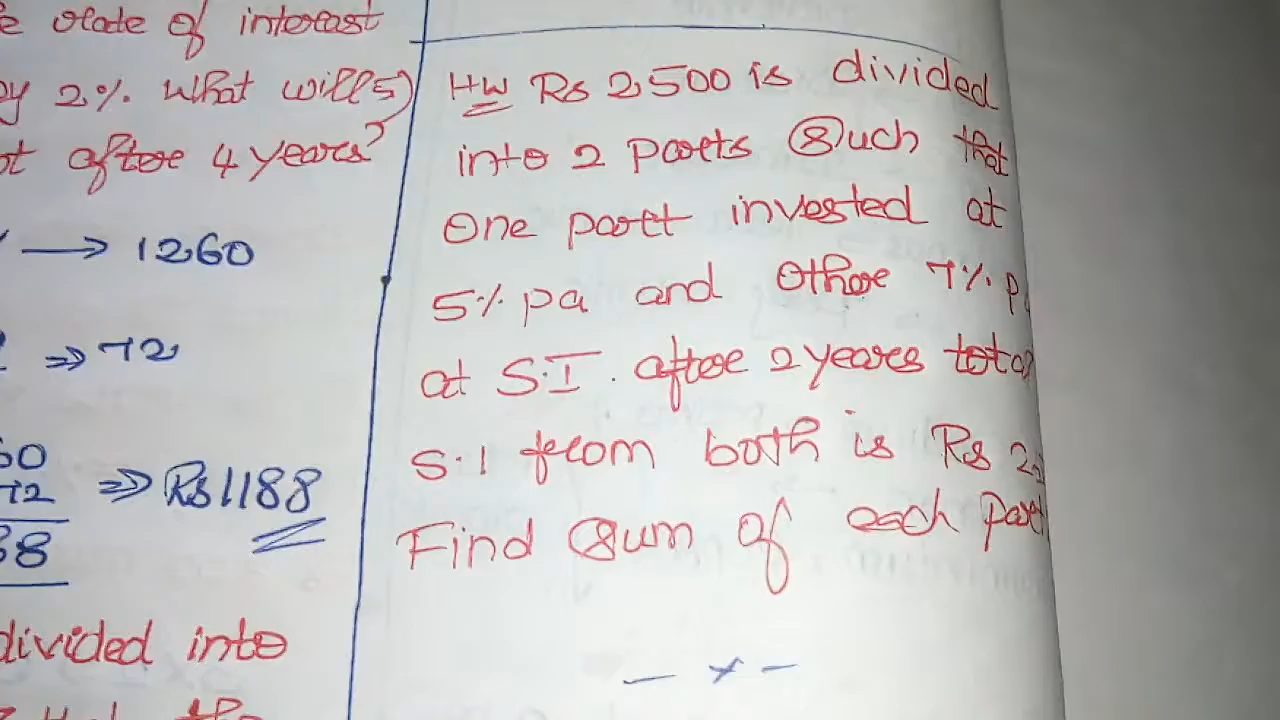 rate of interest
by 2%. What will
after 4 years?
→ 1260
⇒ 72
72
⇒ Rs 1188
divided into
5) HW Rs 2500 is divided
into 2 parts such that
One part invested at
5% pa and Other 7%
at S.I. after 2 years total
S.I from both is Rs
Find sum of each part
- x -